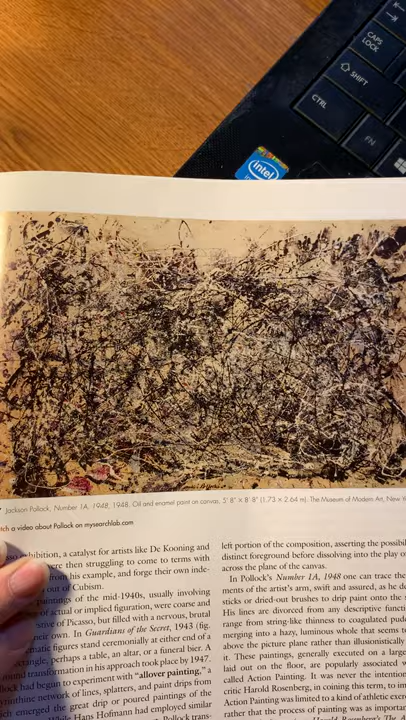 CAPS
LOCK
SHIFT
CTRL
FN
intel
Jackson Pollock, Number 1A, 1948. 1948. Oil and enamel paint on canvas, 5' 8" × 8' 8" (1.73 × 2.64 m). The Museum of Modern Art, New
a video about Pollock on mysearchlab.com
a catalyst for artists like De Kooning and
were then struggling to come to terms with
from his example, and forge their own inde-
out of Cubism.
paintings of the mid-1940s, usually involving
of actual or implied figuration, were coarse and
of Picasso, but filled with a nervous, brutal
their own. In Guardians of the Secret, 1943 (fig.
figures stand ceremonially at either end of a
perhaps a table, an altar, or a funeral bier. A
transformation in his approach took place by 1947.
had begun to experiment with "allover painting," a
network of lines, splatters, and paint drips from
emerged the great drip or poured paintings of the
While Hans Hofmann had employed similar
left portion of the composition, asserting the
distinct foreground before dissolving into the play
across the plane of the canvas.
In Pollock's Number 1A, 1948 one can trace the
of the artist's arm, swift and assured, as he
sticks or dried-out brushes to drip paint onto the
His lines are divorced from any descriptive
range from string-like thinness to coagulated
merging into a hazy, luminous whole that seems to
above the picture plane rather than
it. These paintings, generally executed on a large
laid out on the floor, are popularly associated
called Action Painting. It was never the intention
critic Harold Rosenberg, in coining this term, to
Action Painting was limited to a kind of athletic
rather that the process of painting was as